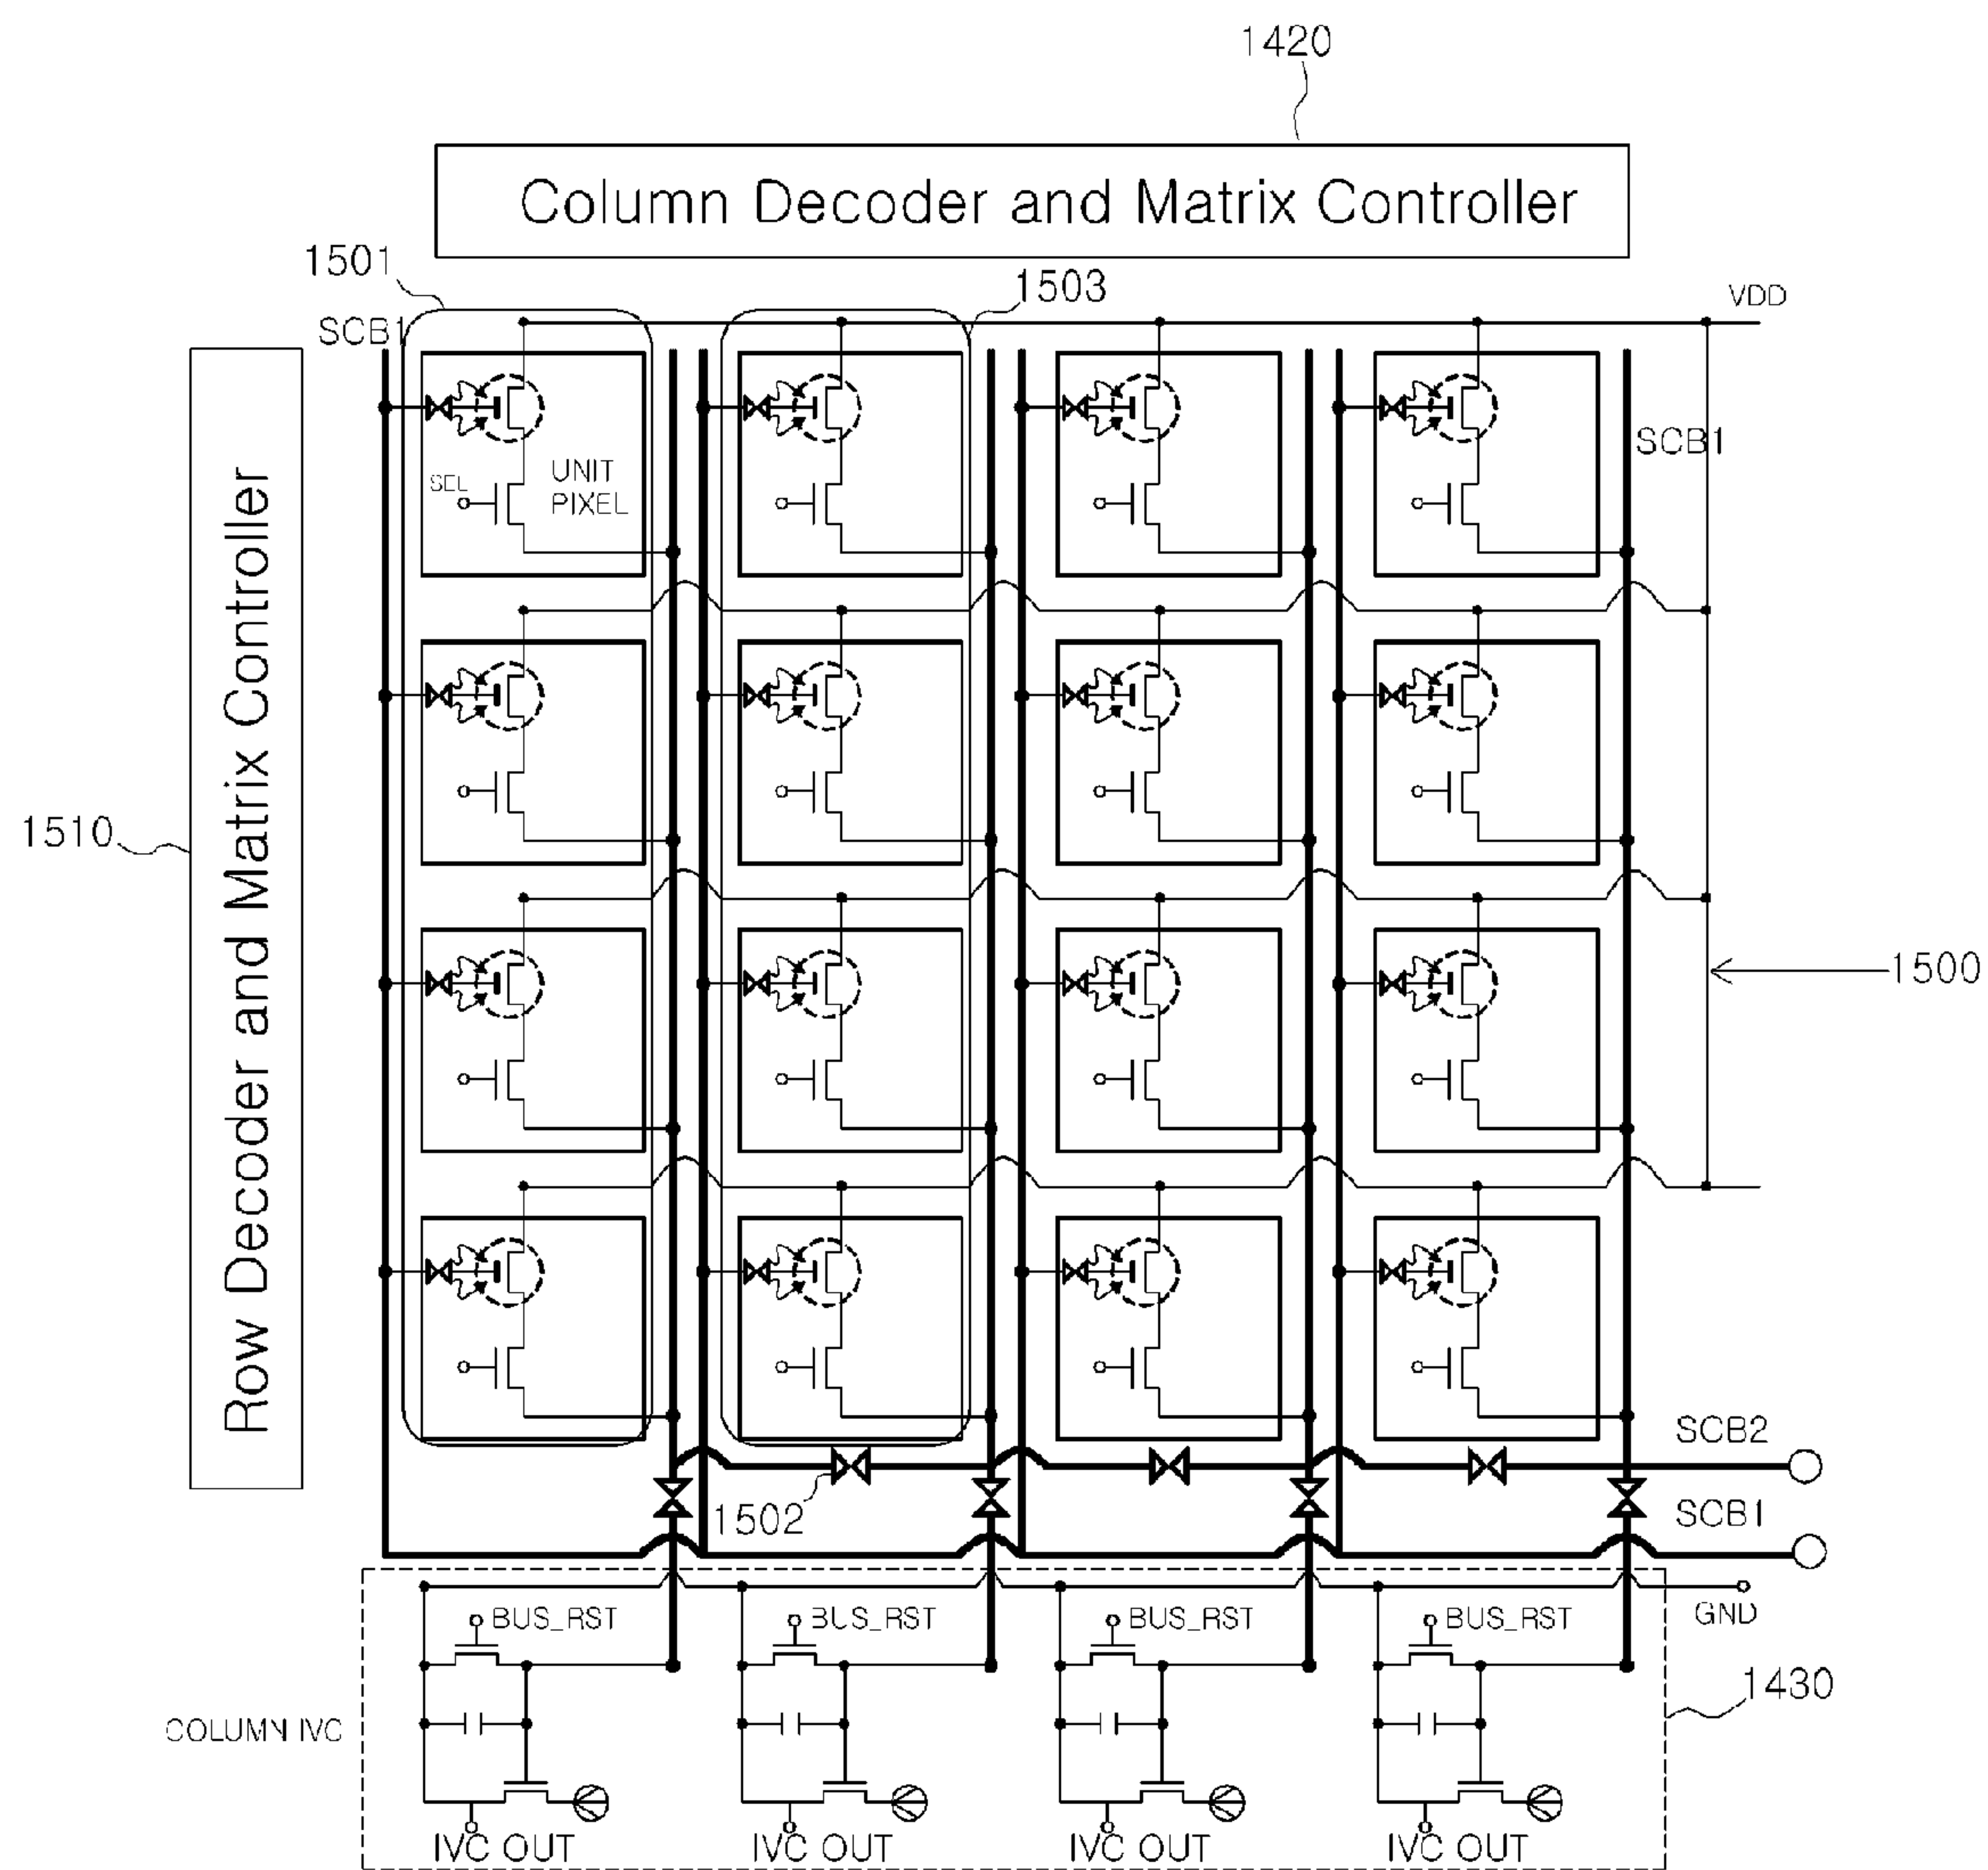 1420
Column Decoder and Matrix Controller
1501
1503
VDD
SCB1
SCB1
SEL
UNIT
PIXEL
Row Decoder and Matrix Controller
1510
1500
SCB2
1502
SCB1
GND
BUS_RST
BUS_RST
BUS_RST
BUS_RST
1430
COLUMN IVC
IVC OUT
IVC OUT
IVC OUT
IVC OUT